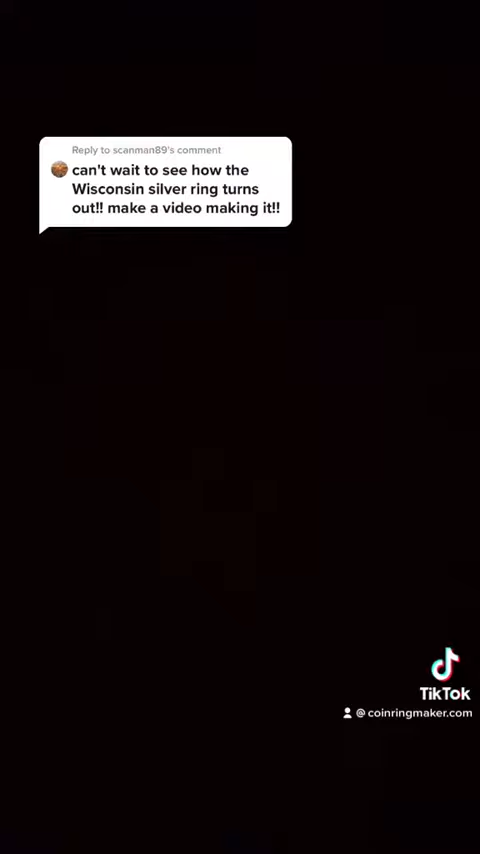 Reply to scanman89's comment
can't wait to see how the
Wisconsin silver ring turns
out!! make a video making it!!
TikTok
@ coinringmaker.com